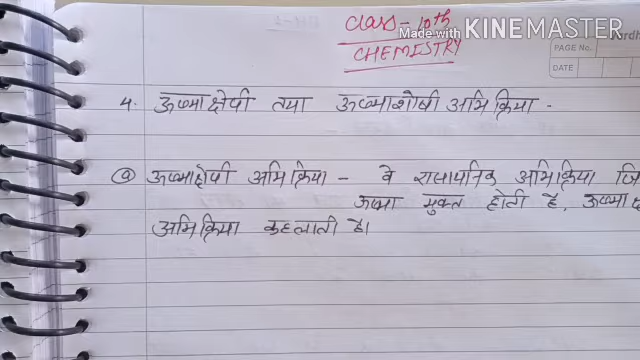 Class - 10th
Made with KINEMASTER
CHEMISTRY
PAGE No.
DATE
4. ऊष्माक्षेपी तथा ऊष्माशोषी अभिक्रिया -
@ ऊष्माक्षेपी अभिक्रिया - वे रासायनिक अभिक्रिया
ऊष्मा मुक्त होती है, ऊष्मा
अभिक्रिया कहलाती है।